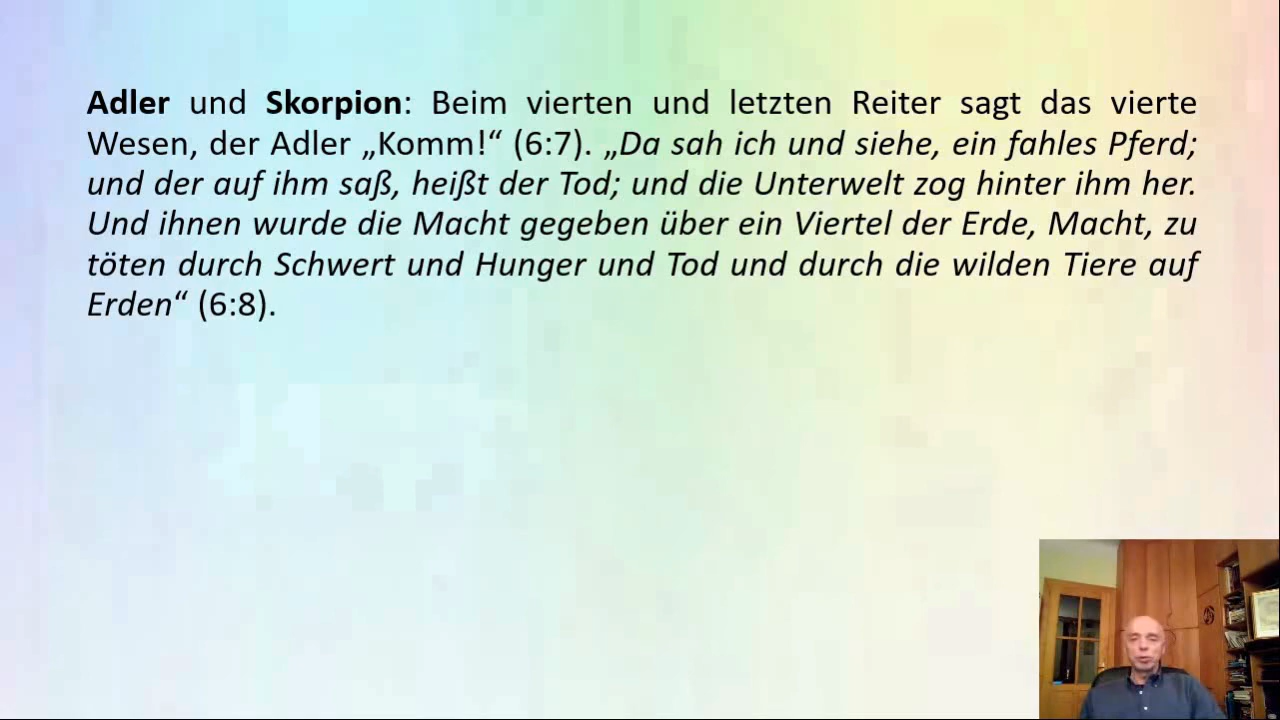 Adler und Skorpion: Beim vierten und letzten Reiter sagt das vierte
Wesen, der Adler „Komm!“ (6:7). „Da sah ich und siehe, ein fahles Pferd;
und der auf ihm saß, heißt der Tod; und die Unterwelt zog hinter ihm her.
Und ihnen wurde die Macht gegeben über ein Viertel der Erde, Macht, zu
töten durch Schwert und Hunger und Tod und durch die wilden Tiere auf
Erden“ (6:8).